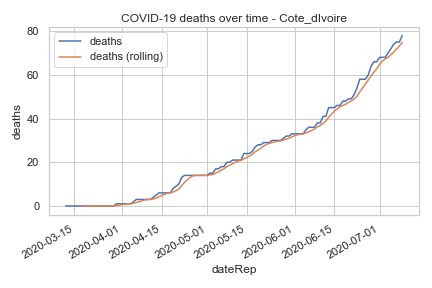 COVID-19 deaths over time - Cote_dIvoire
deaths
deaths (rolling)
80
60
40
20
0
deaths
2020-03-15
2020-04-01
2020-04-15
2020-05-01
2020-05-15
2020-06-01
2020-06-15
2020-07-01
dateRep